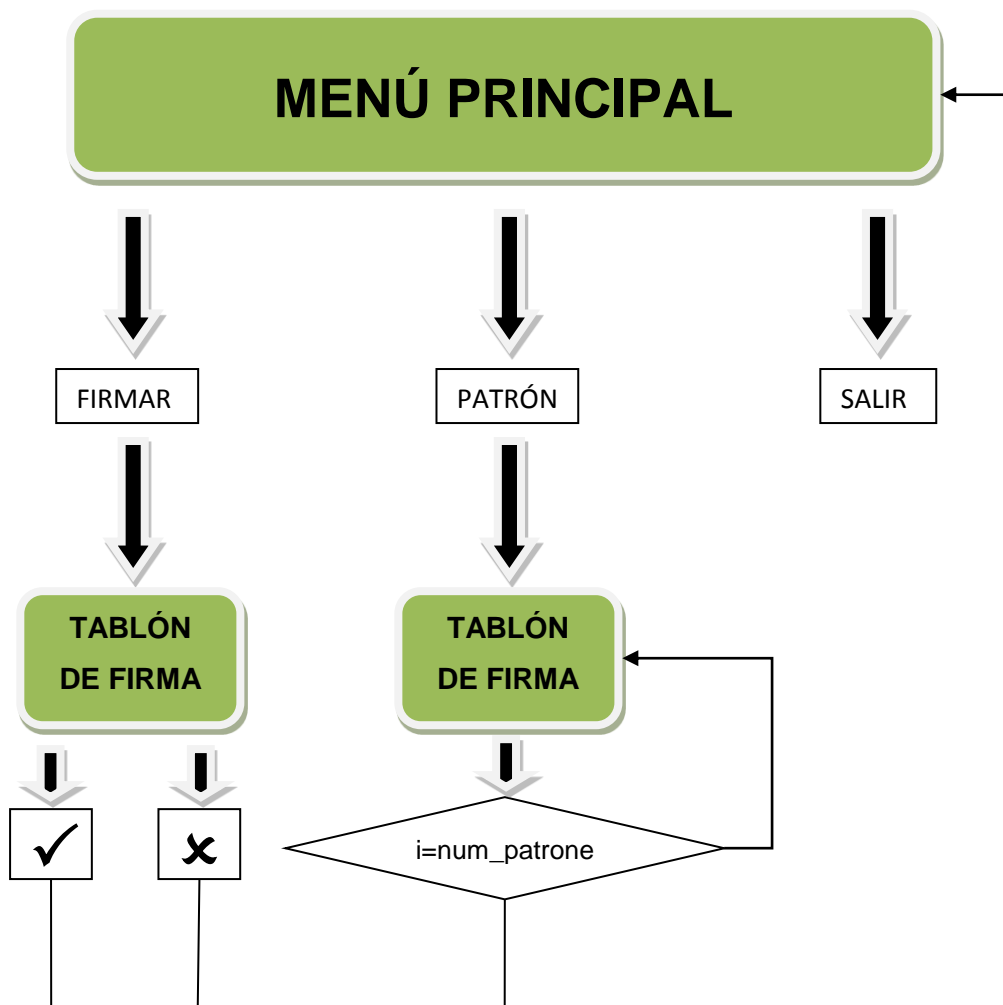 MENÚ PRINCIPAL
FIRMAR
PATRÓN
SALIR
TABLÓN
DE FIRMA
TABLÓN
DE FIRMA
i=num_patrone